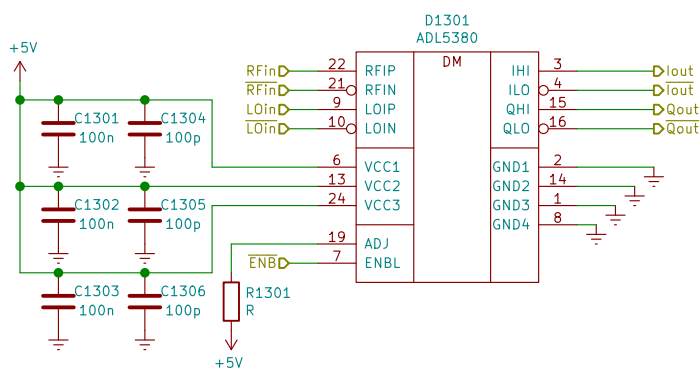 D1301
ADL5380
+5V
DM
RFin 22 RFIP IHI 3 Iout
RFin 21 RFIN ILO 4 Iout
LOin 9 LOIP QHI 15 Qout
LOin 10 LOIN QLO 16 Qout
C1301 100n
C1304 100p
6 VCC1 GND1 2
13 VCC2 GND2 14
24 VCC3 GND3 1
GND4 8
C1302 100n
C1305 100p
19 ADJ
ENB 7 ENBL
C1303 100n
C1306 100p
R1301
R
+5V